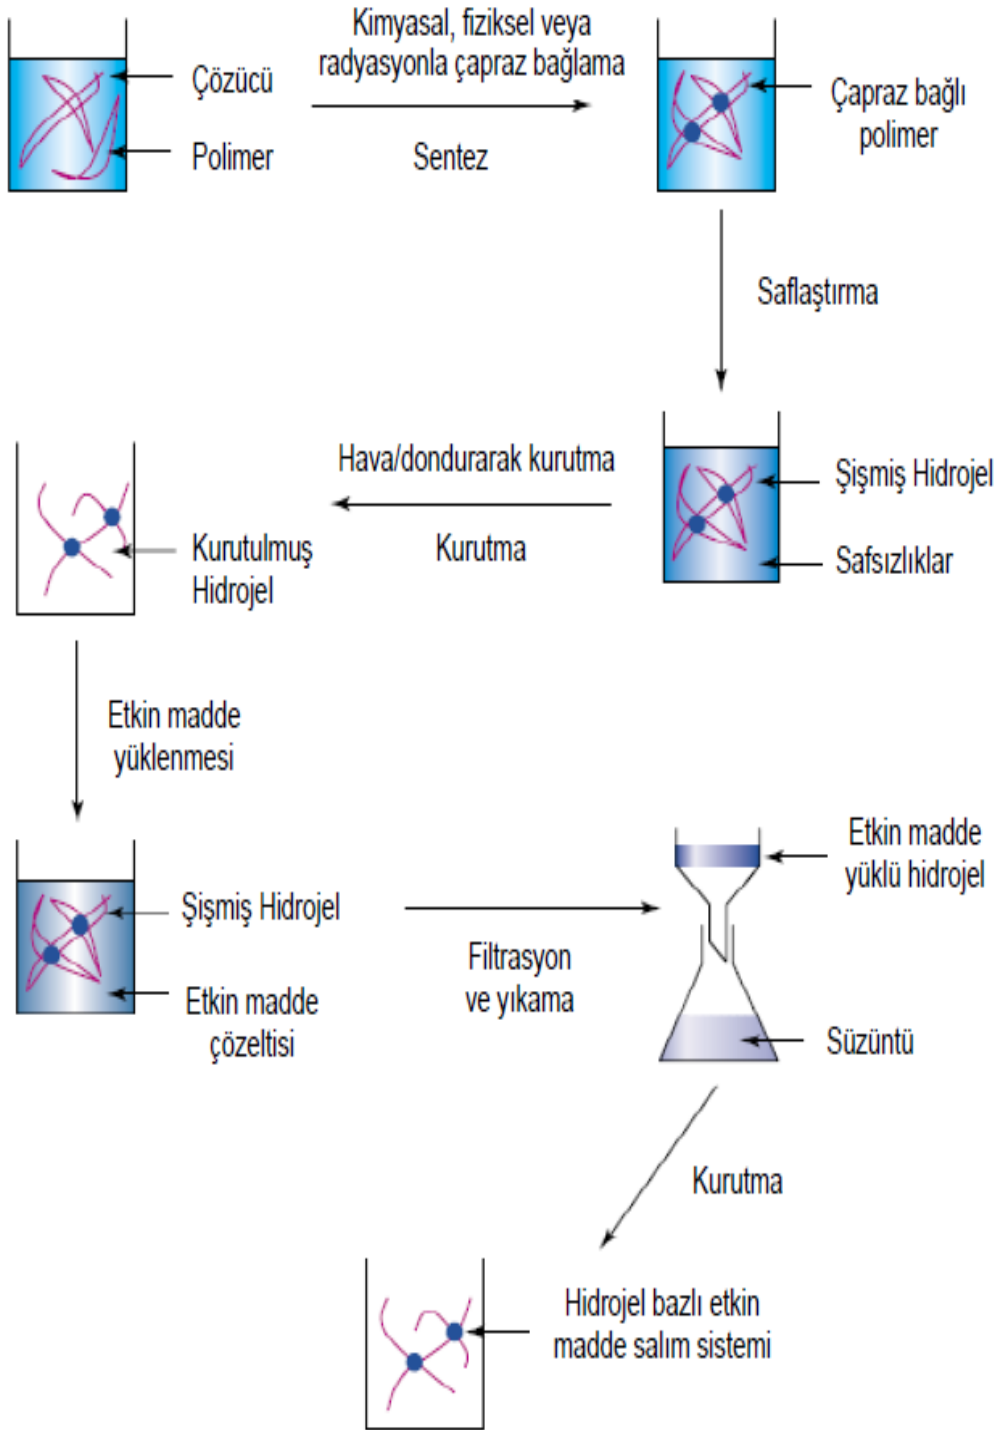 Kimyasal, fiziksel veya
radyasyonla çapraz bağlama
Çözücü
Polimer
Sentez
Çapraz bağlı
polimer
Saflaştırma
Hava/dondurarak kurutma
Kurutma
Şişmiş Hidrojel
Safsızlıklar
Kurutulmuş
Hidrojel
Etkin madde
yüklenmesi
Şişmiş Hidrojel
Etkin madde
çözeltisi
Filtrasyon
ve yıkama
Etkin madde
yüklü hidrojel
Süzüntü
Kurutma
Hidrojel bazlı etkin
madde salım sistemi